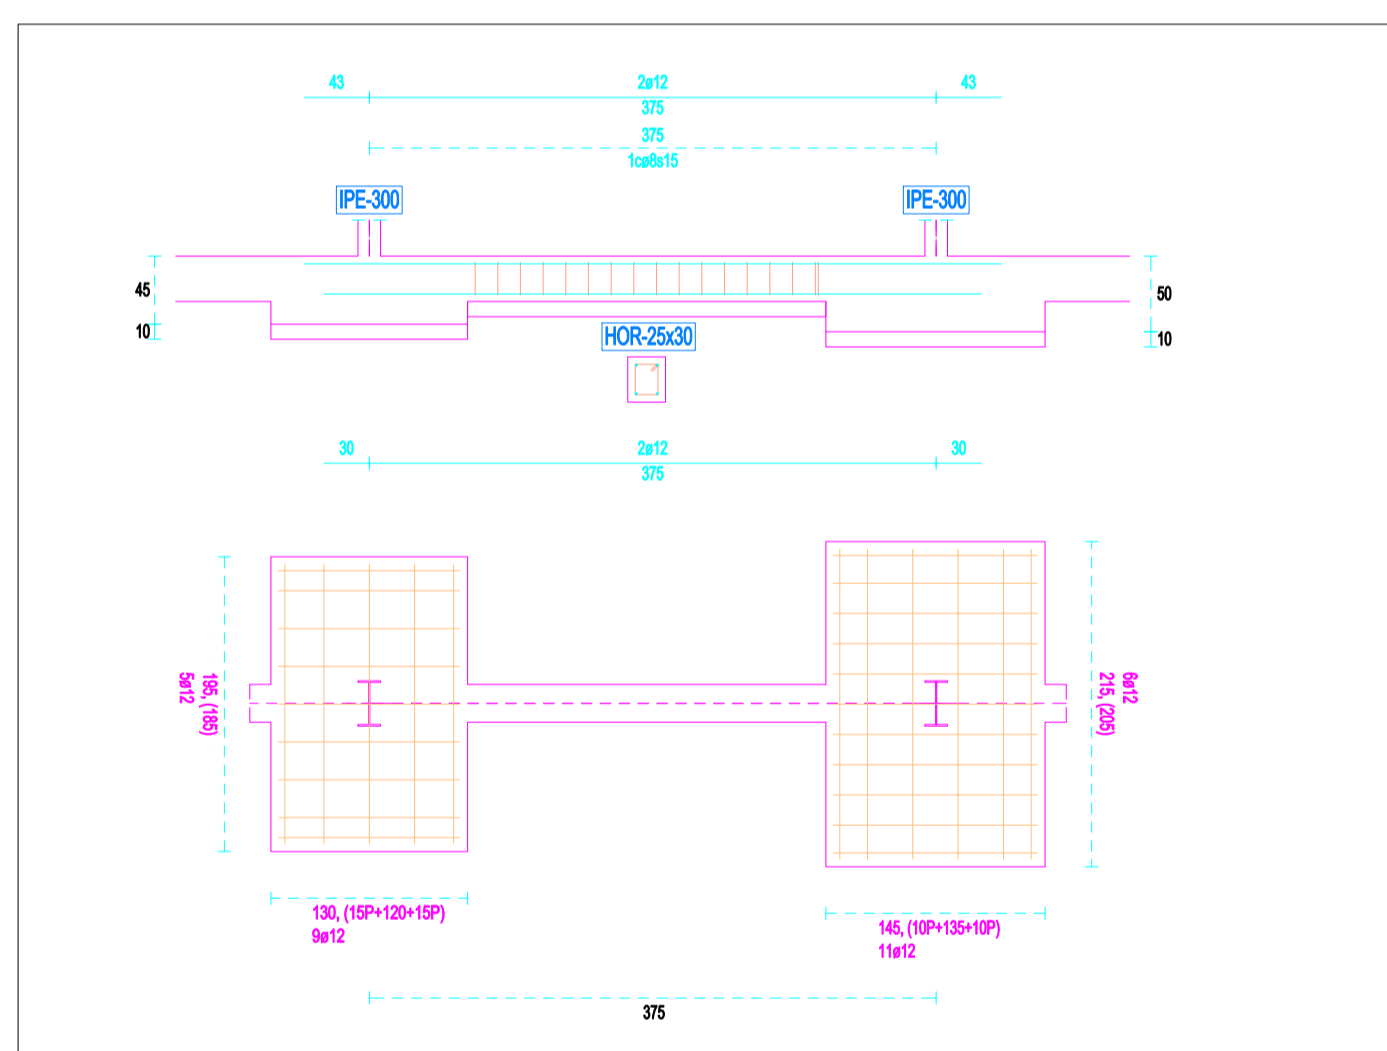 43
2ø12
43
375
375
1cø8s15
IPE-300
IPE-300
45
50
10
10
HOR-25x30
30
2ø12
30
375
195, (185)
5ø12
6ø12
215, (205)
130, (15P+120+15P)
9ø12
145, (10P+135+10P)
11ø12
375